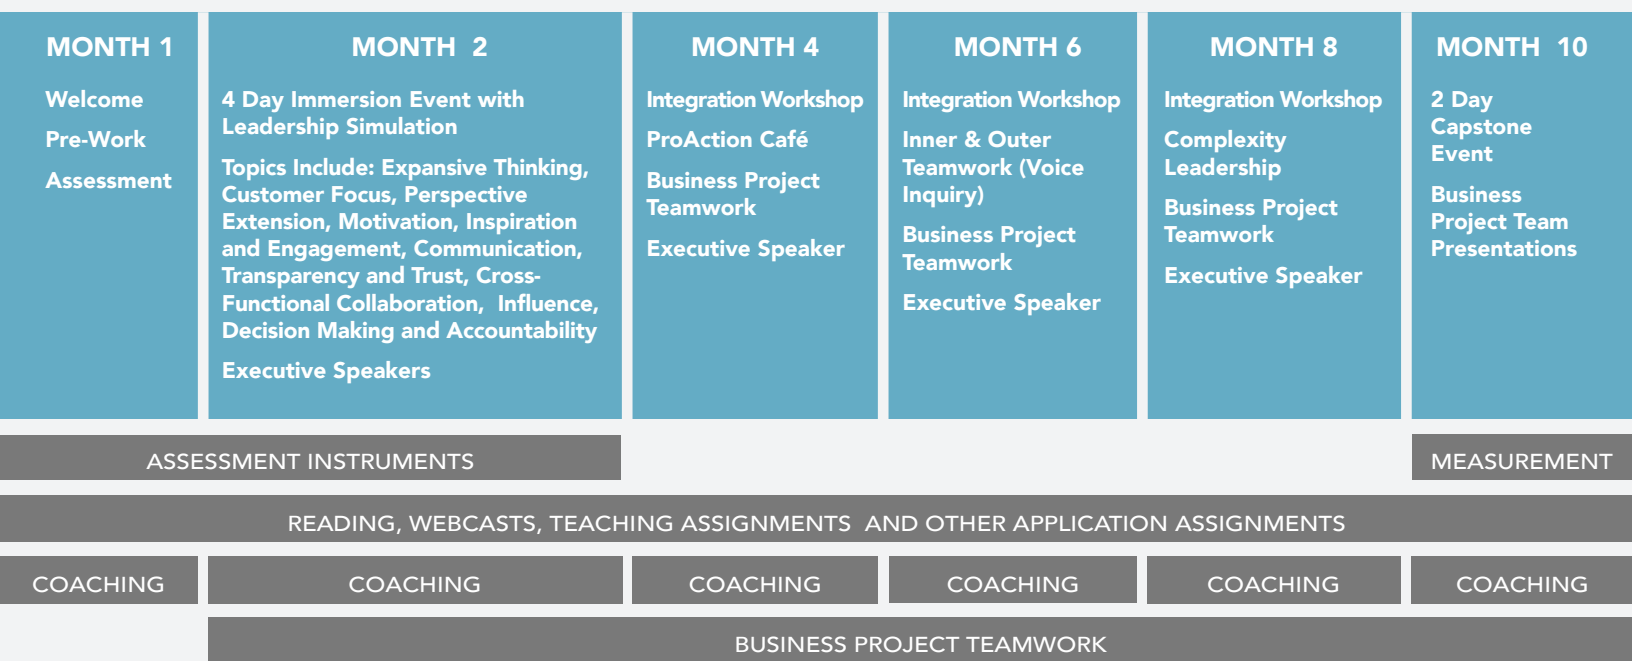 MONTH 1
Welcome
Pre-Work
Assessment
MONTH 2
4 Day Immersion Event with
Leadership Simulation
Topics Include: Expansive Thinking,
Customer Focus, Perspective
Extension, Motivation, Inspiration
and Engagement, Communication,
Transparency and Trust, Cross-
Functional Collaboration, Influence,
Decision Making and Accountability
Executive Speakers
MONTH 4
Integration Workshop
ProAction Café
Business Project
Teamwork
Executive Speaker
MONTH 6
Integration Workshop
Inner & Outer
Teamwork (Voice
Inquiry)
Business Project
Teamwork
Executive Speaker
MONTH 8
Integration Workshop
Complexity
Leadership
Business Project
Teamwork
Executive Speaker
MONTH 10
2 Day
Capstone
Event
Business
Project Team
Presentations
ASSESSMENT INSTRUMENTS
MEASUREMENT
READING, WEBCASTS, TEACHING ASSIGNMENTS AND OTHER APPLICATION ASSIGNMENTS
COACHING
COACHING
COACHING
COACHING
COACHING
COACHING
BUSINESS PROJECT TEAMWORK